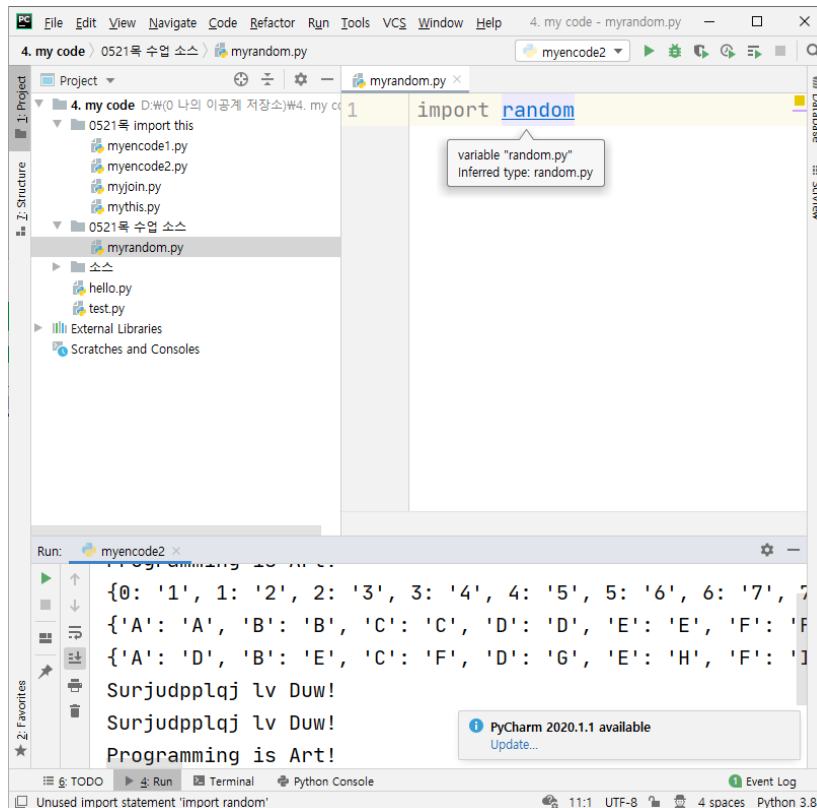 File Edit View Navigate Code Refactor Run Tools VCS Window Help 4. my code - myrandom.py
4. my code 0521목 수업 소스 myrandom.py myencode2
1: Project
Project
myrandom.py
4. my code D:₩(0 나의 이공계 저장소)₩4. my co
0521목 import this
myencode1.py
myencode2.py
myjoin.py
mythis.py
0521목 수업 소스
myrandom.py
소스
hello.py
test.py
External Libraries
Scratches and Consoles
1 import random
variable "random.py"
Inferred type: random.py
Database
SciView
7: Structure
2: Favorites
Run: myencode2
Programming is Art!
{0: '1', 1: '2', 2: '3', 3: '4', 4: '5', 5: '6', 6: '7', 7
{'A': 'A', 'B': 'B', 'C': 'C', 'D': 'D', 'E': 'E', 'F': 'F
{'A': 'D', 'B': 'E', 'C': 'F', 'D': 'G', 'E': 'H', 'F': 'I
Surjudpplqj lv Duw!
Surjudpplqj lv Duw!
Programming is Art!
PyCharm 2020.1.1 available
Update...
6: TODO 4: Run Terminal Python Console 1 Event Log
Unused import statement 'import random' 11:1 UTF-8 4 spaces Python 3.8